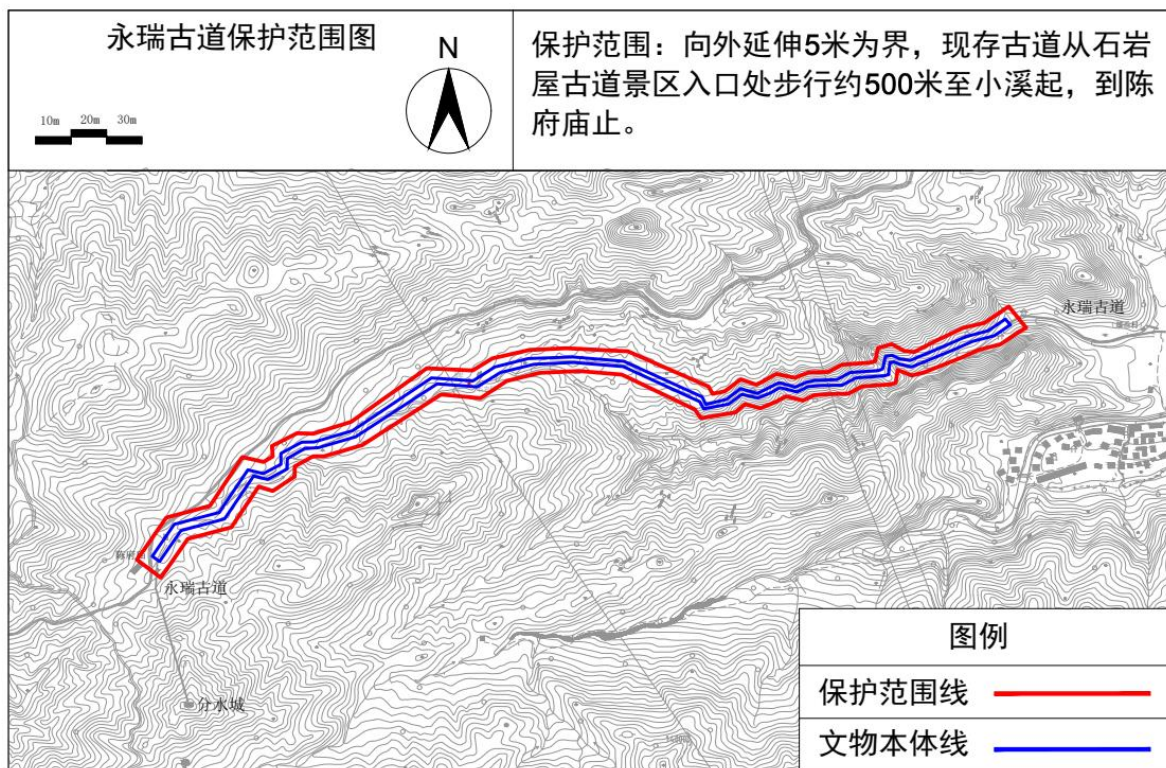 永瑞古道保护范围图
10m 20m 30m
N
保护范围：向外延伸5米为界，现存古道从石岩
屋古道景区入口处步行约500米至小溪起，到陈
府庙止。
永瑞古道
永瑞古道
分水城
图例
保护范围线
文物本体线